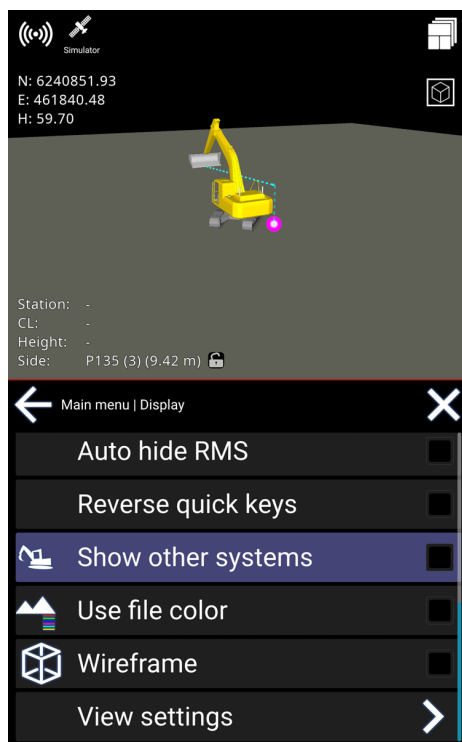 Simulator
N: 6240851.93
E: 461840.48
H: 59.70
Station: -
CL: -
Height: -
Side: P135 (3) (9.42 m)
Main menu | Display
Auto hide RMS
Reverse quick keys
Show other systems
Use file color
Wireframe
View settings